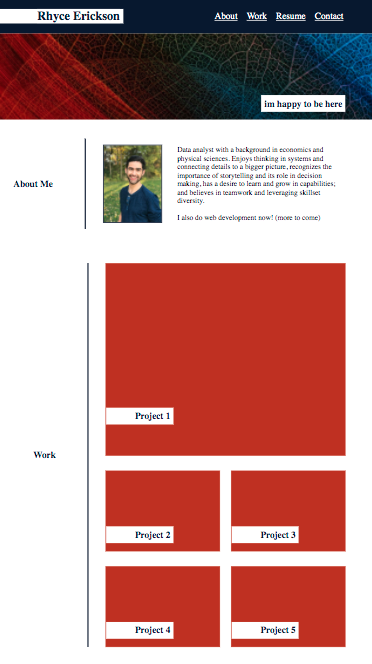 Rhyce Erickson
About Work Resume Contact
im happy to be here
About Me
Data analyst with a background in economics and
physical sciences. Enjoys thinking in systems and
connecting details to a bigger picture, recognizes the
importance of storytelling and its role in decision
making, has a desire to learn and grow in capabilities;
and believes in teamwork and leveraging skillset
diversity.
I also do web development now! (more to come)
Work
Project 1
Project 2
Project 3
Project 4
Project 5